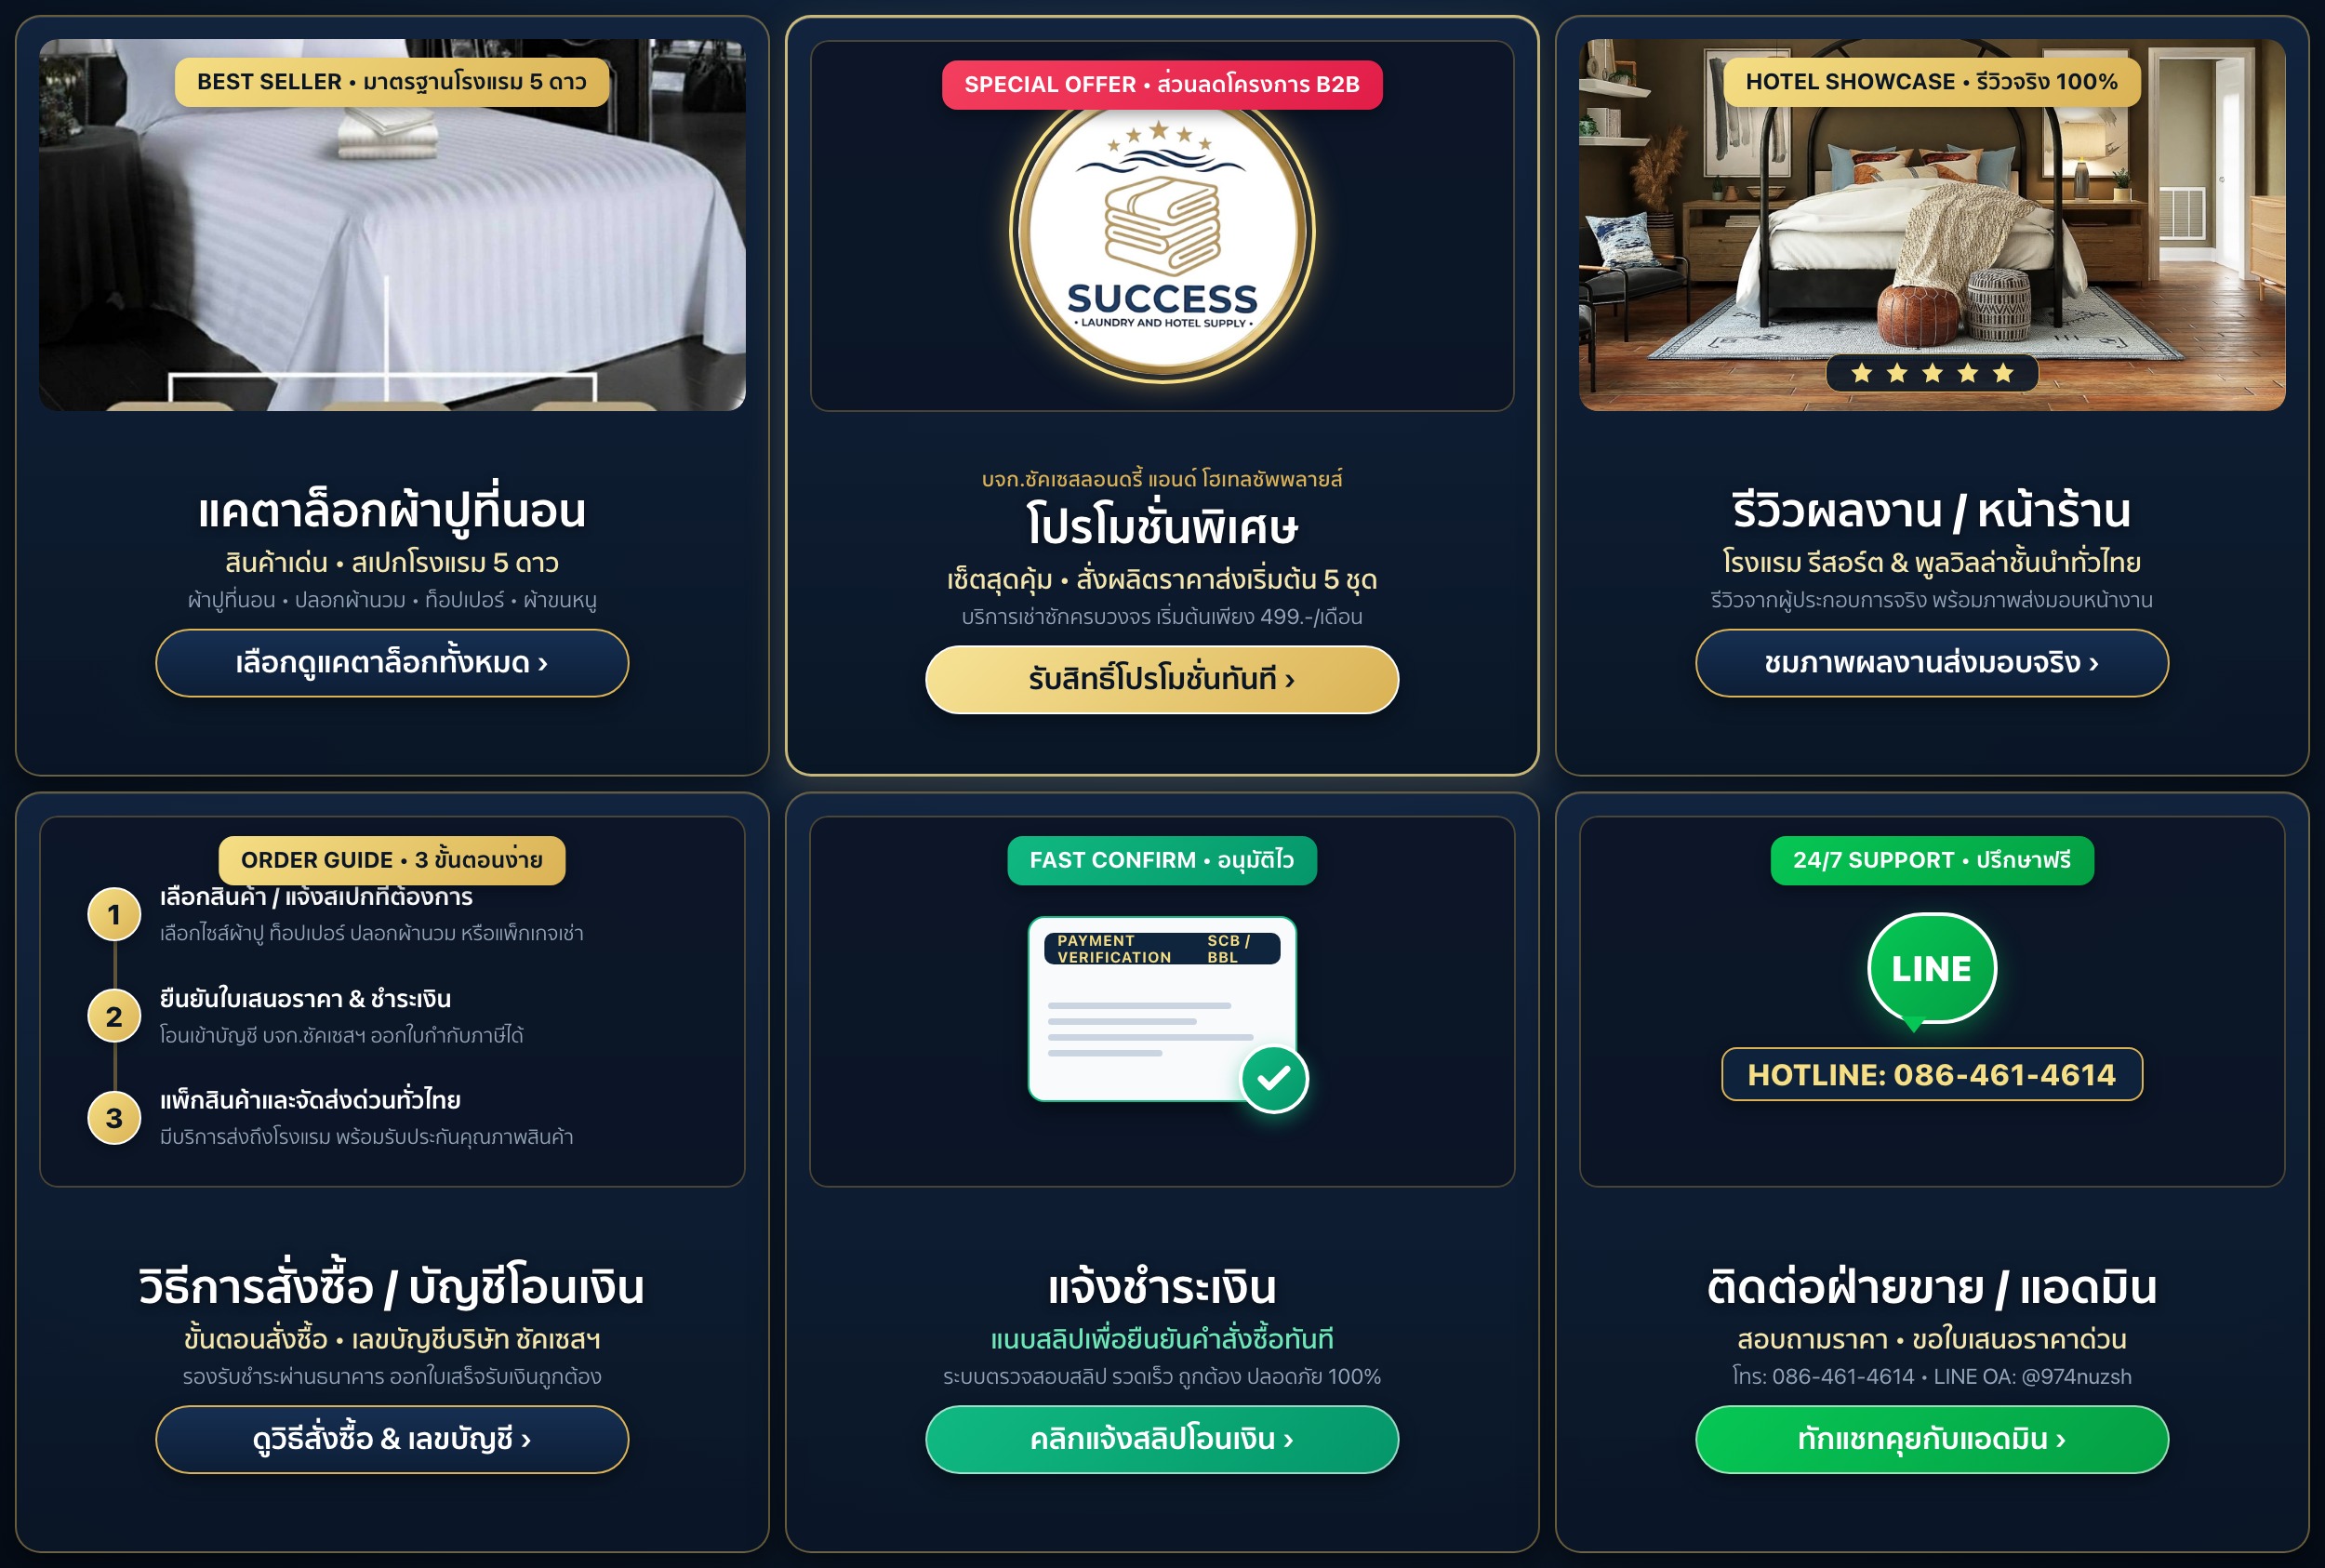 BEST SELLER • มาตรฐานโรงแรม 5 ดาว
แคตาล็อกผ้าปูที่นอน
สินค้าเด่น • สเปกโรงแรม 5 ดาว
ผ้าปูที่นอน • ปลอกผ้านวม • ท็อปเปอร์ • ผ้าขนหนู
เลือกดูแคตาล็อกทั้งหมด ›
SPECIAL OFFER • ส่วนลดโครงการ B2B
SUCCESS
• LAUNDRY AND HOTEL SUPPLY •
บจก.ซัคเซสลอนดรี้ แอนด์ โฮเทลซัพพลายส์
โปรโมชั่นพิเศษ
เซ็ตสุดคุ้ม • สั่งผลิตราคาส่งเริ่มต้น 5 ชุด
บริการเช่าซักครบวงจร เริ่มต้นเพียง 499.-/เดือน
รับสิทธิ์โปรโมชั่นทันที ›
HOTEL SHOWCASE • รีวิวจริง 100%
รีวิวผลงาน / หน้าร้าน
โรงแรม รีสอร์ต & พูลวิลล่าชั้นนำทั่วไทย
รีวิวจากผู้ประกอบการจริง พร้อมภาพส่งมอบหน้างาน
ชมภาพผลงานส่งมอบจริง ›
ORDER GUIDE • 3 ขั้นตอนง่าย
1
เลือกสินค้า / แจ้งสเปกที่ต้องการ
เลือกไซส์ผ้าปู ท็อปเปอร์ ปลอกผ้านวม หรือแพ็กเกจเช่า
2
ยืนยันใบเสนอราคา & ชำระเงิน
โอนเข้าบัญชี บจก.ซัคเซสฯ ออกใบกำกับภาษีได้
3
แพ็กสินค้าและจัดส่งด่วนทั่วไทย
มีบริการส่งถึงโรงแรม พร้อมรับประกันคุณภาพสินค้า
วิธีการสั่งซื้อ / บัญชีโอนเงิน
ขั้นตอนสั่งซื้อ • เลขบัญชีบริษัท ซัคเซสฯ
รองรับชำระผ่านธนาคาร ออกใบเสร็จรับเงินถูกต้อง
ดูวิธีสั่งซื้อ & เลขบัญชี ›
FAST CONFIRM • อนุมัติไว
PAYMENT
VERIFICATION
SCB /
BBL
แจ้งชำระเงิน
แนบสลิปเพื่อยืนยันคำสั่งซื้อทันที
ระบบตรวจสอบสลิป รวดเร็ว ถูกต้อง ปลอดภัย 100%
คลิกแจ้งสลิปโอนเงิน ›
24/7 SUPPORT • ปรึกษาฟรี
LINE
HOTLINE: 086-461-4614
ติดต่อฝ่ายขาย / แอดมิน
สอบถามราคา • ขอใบเสนอราคาด่วน
โทร: 086-461-4614 • LINE OA: @974nuzsh
ทักแชทคุยกับแอดมิน ›